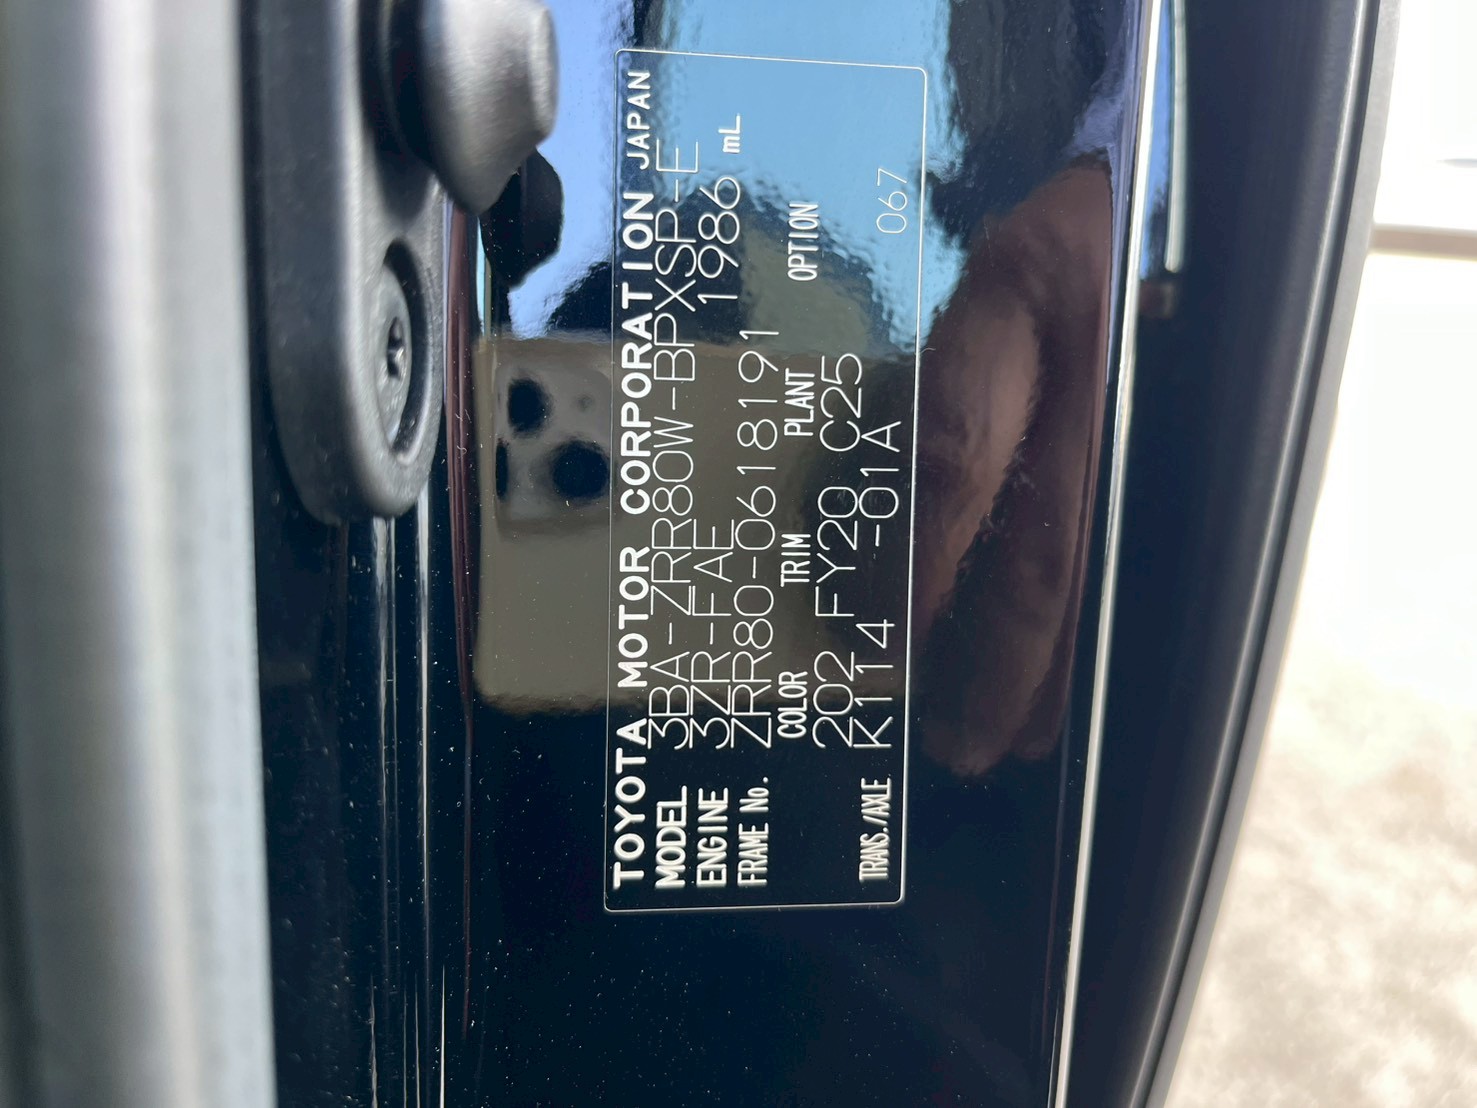 TOYOTA MOTOR CORPORATION JAPAN
MODEL 3BA-ZRR80W-BPXSP-E
ENGINE 3ZR-FAE 1986 mL
FRAME No. ZRR80-0618191
COLOR TRIM PLANT OPTION
202 FY20 C25
TRANS./AXLE K114 -01A 067